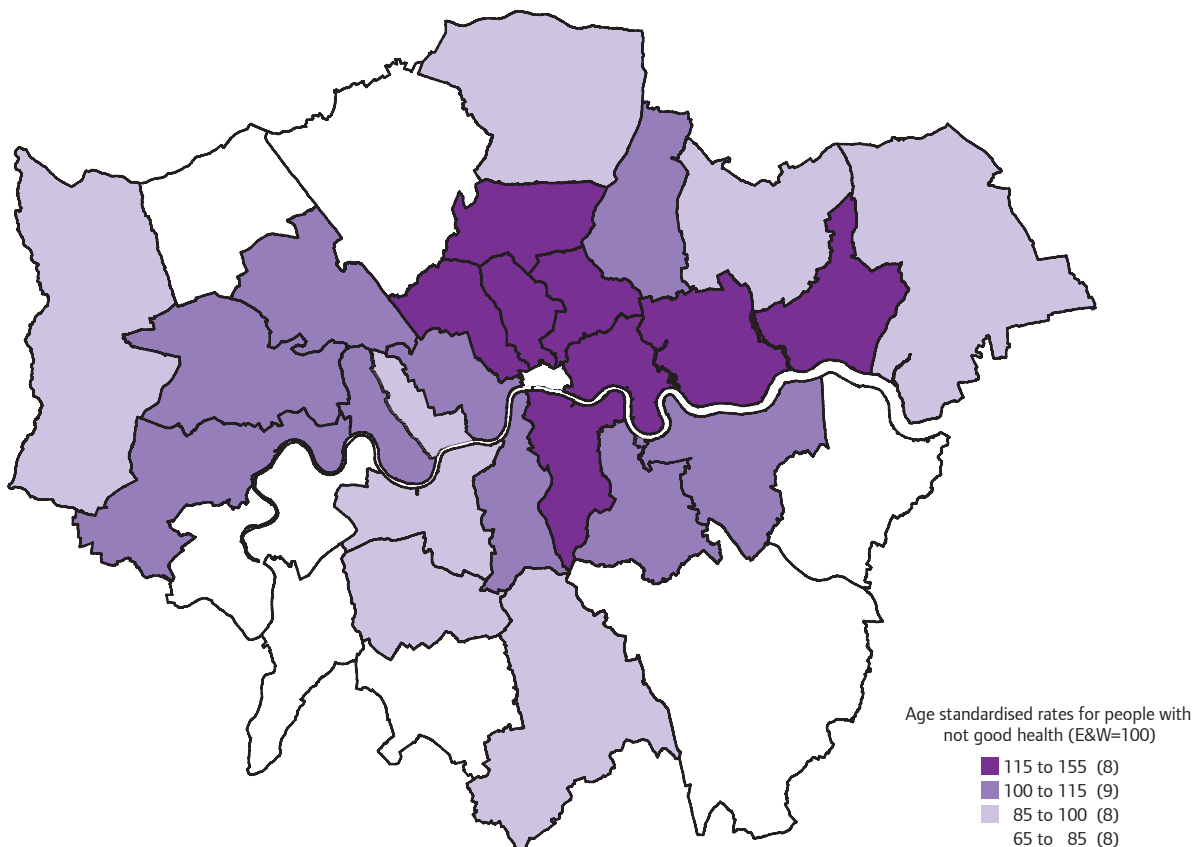 Age standardised rates for people with
not good health (E&W=100)
115 to 155 (8)
100 to 115 (9)
85 to 100 (8)
65 to 85 (8)